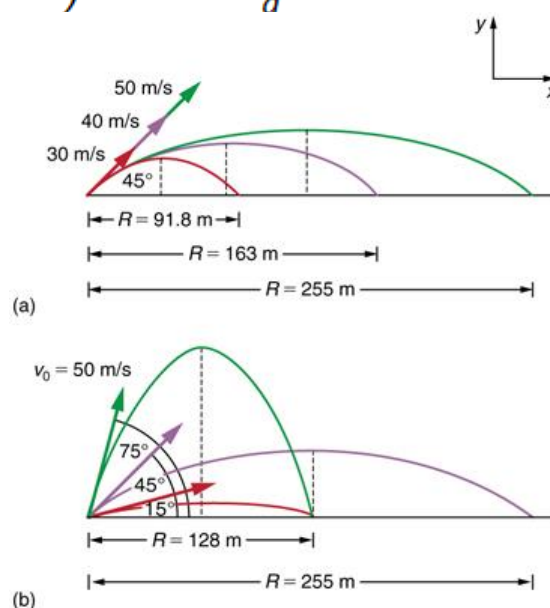 y
x
50 m/s
40 m/s
30 m/s
45°
R = 91.8 m
R = 163 m
R = 255 m
(a)
v₀ = 50 m/s
75°
45°
15°
R = 128 m
R = 255 m
(b)